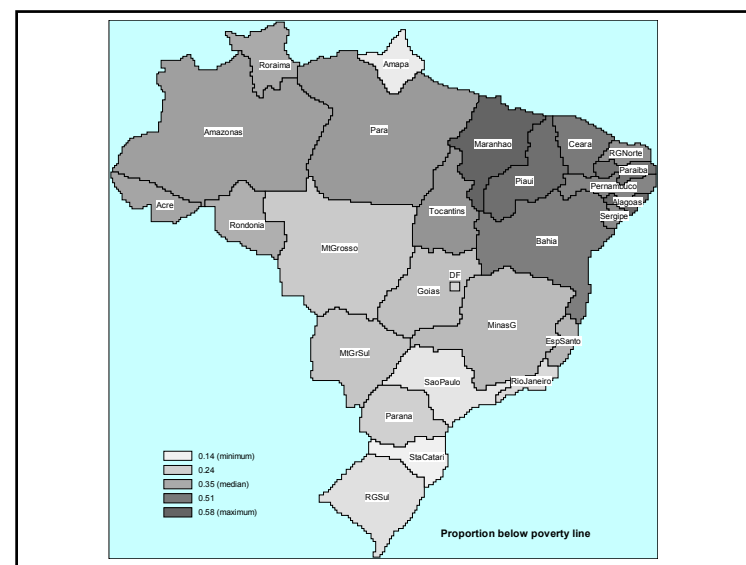 Amapa
Roraima
Amazonas
Para
Maranhao
Ceara
RGNorte
Paraiba
Piaui
Pernambuco
Alagoas
Acre
Tocantins
Sergipe
Rondonia
Bahia
MtGrosso
DF
Goias
MinasG
EspSanto
MtGrSul
SaoPaulo
RioJaneiro
Parana
StaCatari
RGSul
0.14 (minimum)
0.24
0.35 (median)
0.51
0.58 (maximum)
Proportion below poverty line